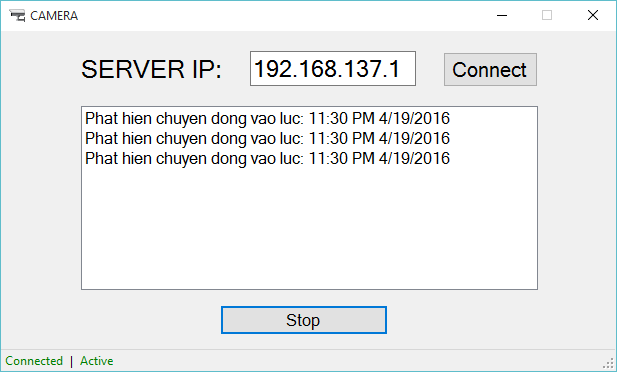 CAMERA
SERVER IP: 192.168.137.1 Connect
Phat hien chuyen dong vao luc: 11:30 PM 4/19/2016
Phat hien chuyen dong vao luc: 11:30 PM 4/19/2016
Phat hien chuyen dong vao luc: 11:30 PM 4/19/2016
Stop
Connected | Active